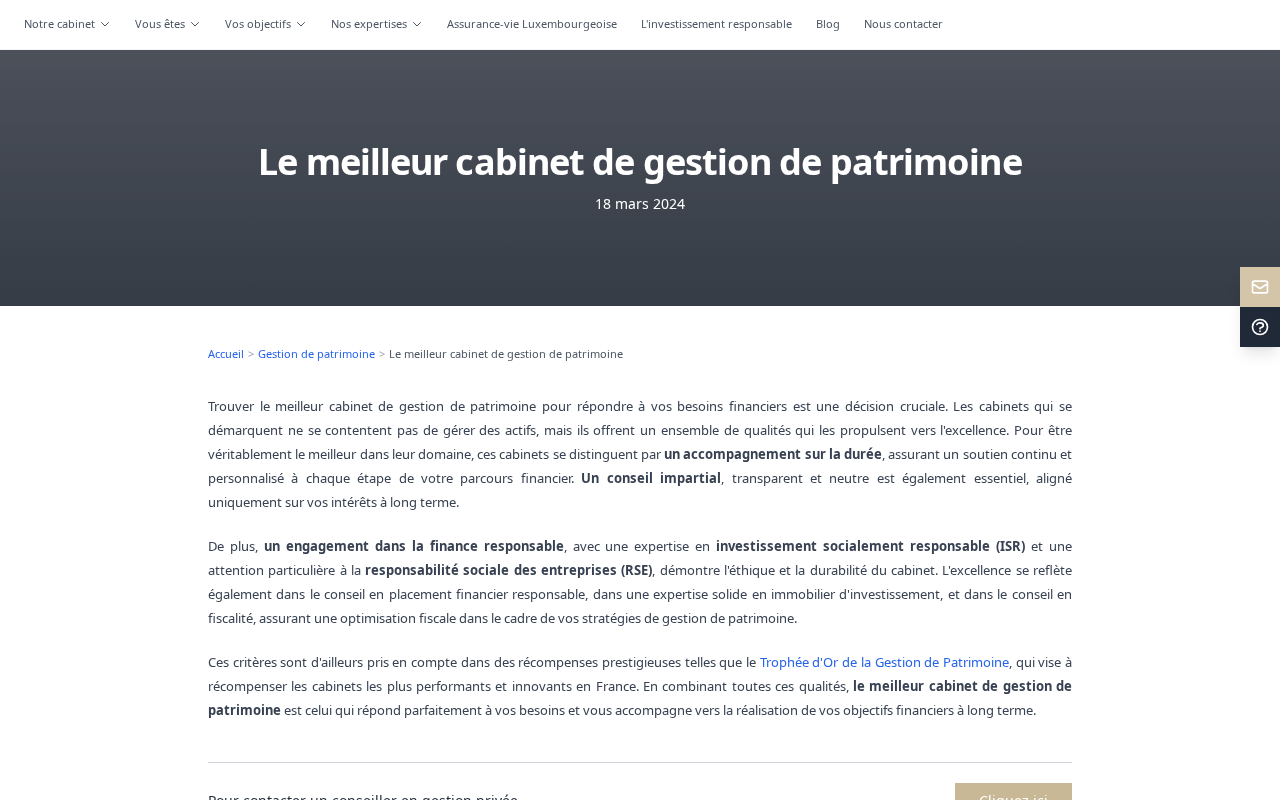 Notre cabinet Vous êtes Vos objectifs Nos expertises Assurance-vie Luxembourgeoise L'investissement responsable Blog Nous contacter
Le meilleur cabinet de gestion de patrimoine
18 mars 2024
Accueil > Gestion de patrimoine > Le meilleur cabinet de gestion de patrimoine
Trouver le meilleur cabinet de gestion de patrimoine pour répondre à vos besoins financiers est une décision cruciale. Les cabinets qui se
démarquent ne se contentent pas de gérer des actifs, mais ils offrent un ensemble de qualités qui les propulsent vers l'excellence. Pour être
véritablement le meilleur dans leur domaine, ces cabinets se distinguent par un accompagnement sur la durée, assurant un soutien continu et
personnalisé à chaque étape de votre parcours financier. Un conseil impartial, transparent et neutre est également essentiel, aligné
uniquement sur vos intérêts à long terme.
De plus, un engagement dans la finance responsable, avec une expertise en investissement socialement responsable (ISR) et une
attention particulière à la responsabilité sociale des entreprises (RSE), démontre l'éthique et la durabilité du cabinet. L'excellence se reflète
également dans le conseil en placement financier responsable, dans une expertise solide en immobilier d'investissement, et dans le conseil en
fiscalité, assurant une optimisation fiscale dans le cadre de vos stratégies de gestion de patrimoine.
Ces critères sont d'ailleurs pris en compte dans des récompenses prestigieuses telles que le Trophée d'Or de la Gestion de Patrimoine, qui vise à
récompenser les cabinets les plus performants et innovants en France. En combinant toutes ces qualités, le meilleur cabinet de gestion de
patrimoine est celui qui répond parfaitement à vos besoins et vous accompagne vers la réalisation de vos objectifs financiers à long terme.
Pour contacter un conseiller en gestion privée Cliquez ici